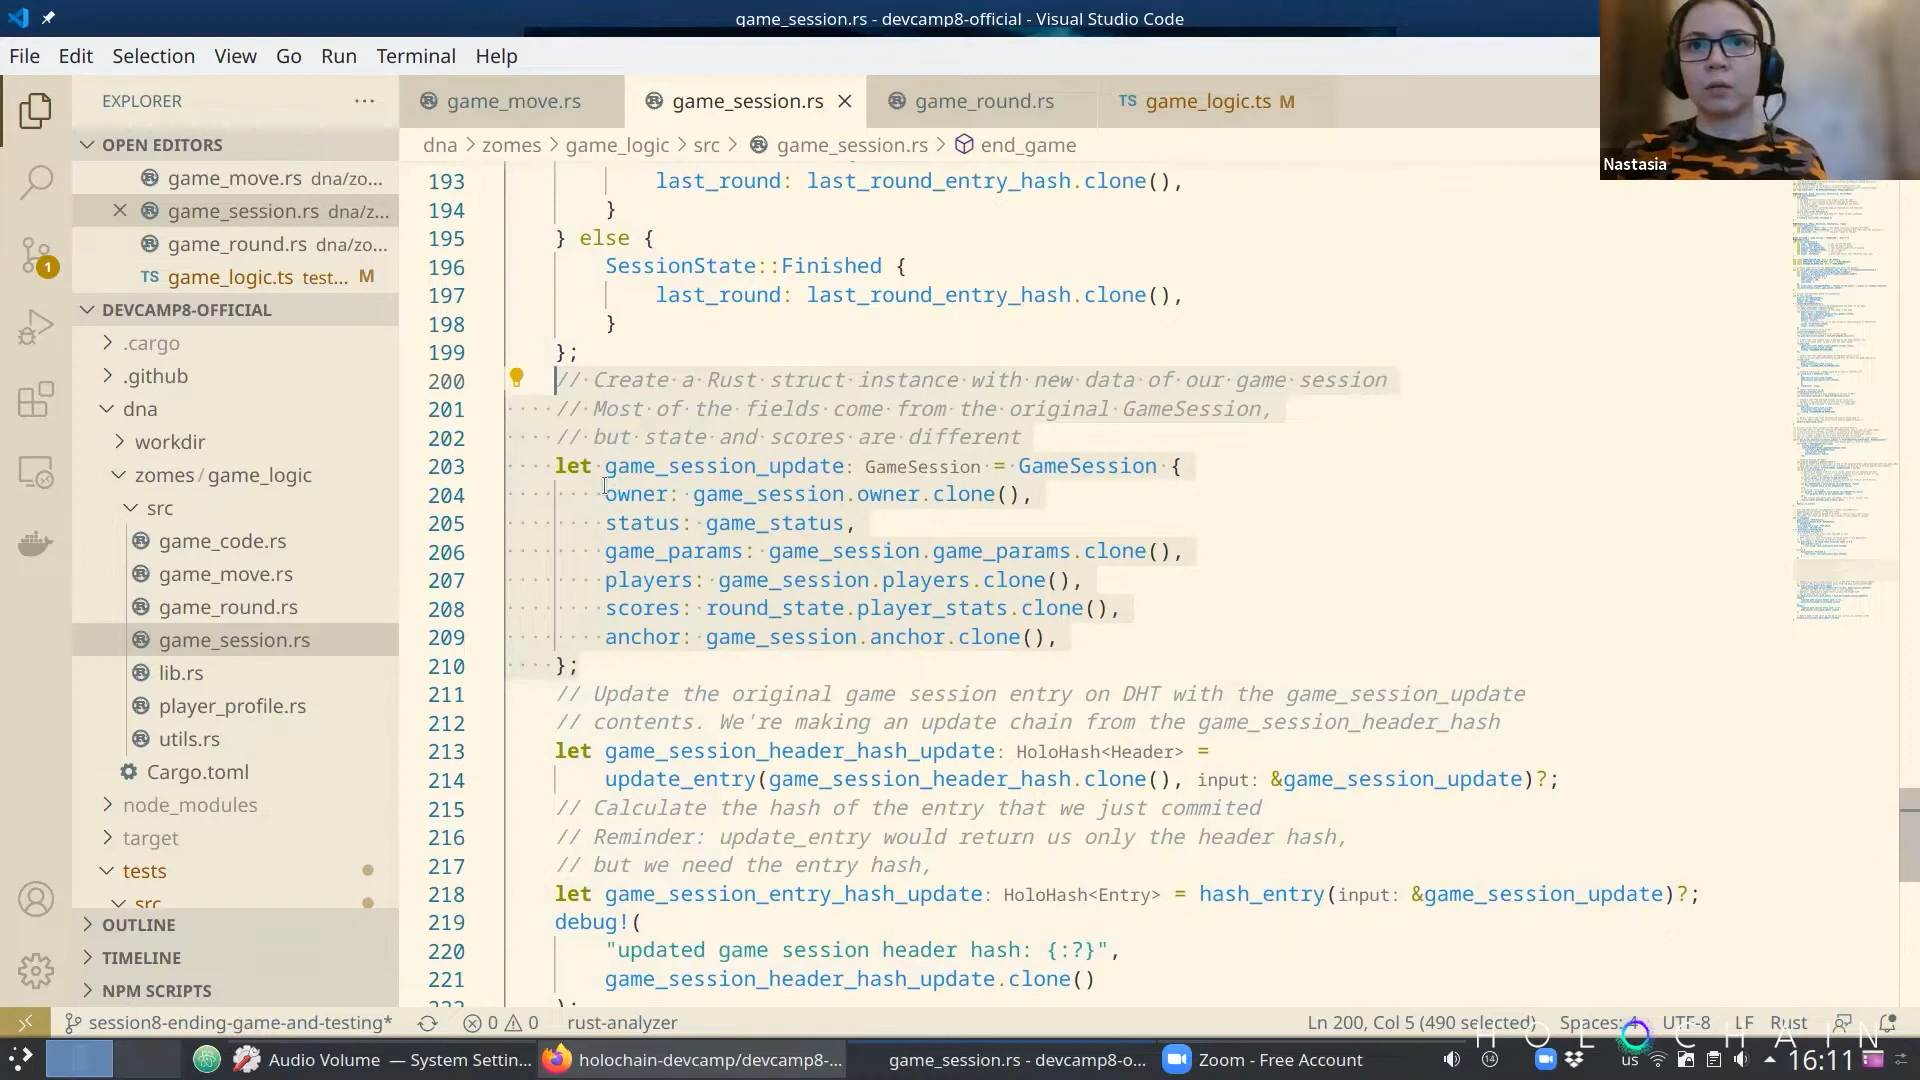 game_session.rs - devcamp8-official - Visual Studio Code
File Edit Selection View Go Run Terminal Help
EXPLORER
game_move.rs
game_session.rs
game_round.rs
TS game_logic.ts M
Nastasia
OPEN EDITORS
dna > zomes > game_logic > src > game_session.rs > end_game
game_move.rs dna/zo...
game_session.rs dna/z...
game_round.rs dna/zo...
TS game_logic.ts test... M
DEVCAMP8-OFFICIAL
.cargo
.github
dna
workdir
zomes/game_logic
src
game_code.rs
game_move.rs
game_round.rs
game_session.rs
lib.rs
player_profile.rs
utils.rs
Cargo.toml
node_modules
target
tests
src
OUTLINE
TIMELINE
NPM SCRIPTS
1
193 last_round: last_round_entry_hash.clone(),
194 }
195 } else {
196 SessionState::Finished {
197 last_round: last_round_entry_hash.clone(),
198 }
199 };
200 // Create a Rust struct instance with new data of our game session
201 // Most of the fields come from the original GameSession,
202 // but state and scores are different
203 let game_session_update: GameSession = GameSession {
204 owner: game_session.owner.clone(),
205 status: game_status,
206 game_params: game_session.game_params.clone(),
207 players: game_session.players.clone(),
208 scores: round_state.player_stats.clone(),
209 anchor: game_session.anchor.clone(),
210 };
211 // Update the original game session entry on DHT with the game_session_update
212 // contents. We're making an update chain from the game_session_header_hash
213 let game_session_header_hash_update: HoloHash<Header> =
214 update_entry(game_session_header_hash.clone(), input: &game_session_update)?;
215 // Calculate the hash of the entry that we just commited
216 // Reminder: update_entry would return us only the header hash,
217 // but we need the entry hash,
218 let game_session_entry_hash_update: HoloHash<Entry> = hash_entry(input: &game_session_update)?;
219 debug!(
220 "updated game session header hash: {:?}",
221 game_session_header_hash_update.clone()
222 );
session8-ending-game-and-testing* 0 0 rust-analyzer Ln 200, Col 5 (490 selected) Spaces: 4 UTF-8 LF Rust
HOLOCHAIN
Audio Volume — System Settin... holochain-devcamp/devcamp8-... game_session.rs - devcamp8-o... Zoom - Free Account 14 us 16:11